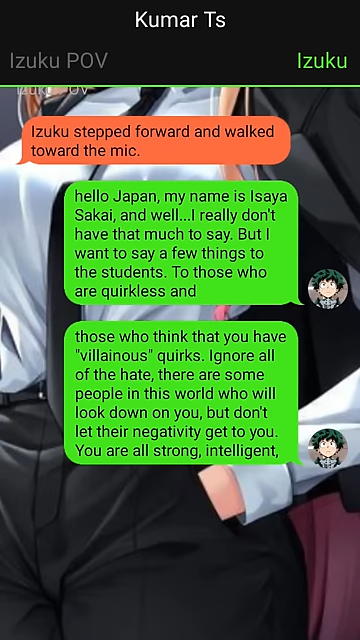 Kumar Ts
Izuku POV
Izuku
Izuku POV
Izuku stepped forward and walked
toward the mic.
hello Japan, my name is Isaya
Sakai, and well...I really don't
have that much to say. But I
want to say a few things to
the students. To those who
are quirkless and
those who think that you have
"villainous" quirks. Ignore all
of the hate, there are some
people in this world who will
look down on you, but don't
let their negativity get to you.
You are all strong, intelligent,